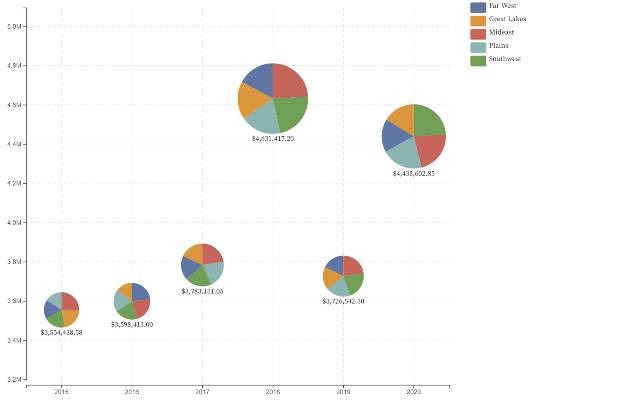 Far West
Great Lakes
Mideast
Plains
Southwest
5.0M
4.8M
4.6M
4.4M
4.2M
4.0M
3.8M
3.6M
3.4M
3.2M
$4,631,417.20
$4,438,602.85
$3,783,131.05
$3,726,542.30
$3,598,413.00
$3,554,438.58
2015
2016
2017
2018
2019
2020